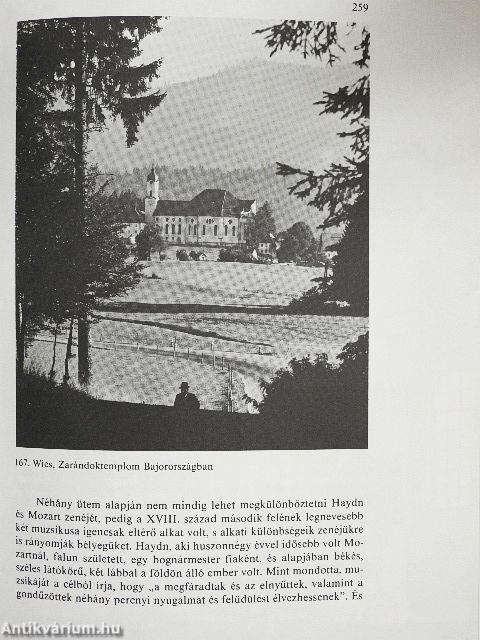 259
167. Wies, Zarándoktemplom Bajorországban
Néhány ütem alapján nem mindig lehet megkülönböztetni Haydn
és Mozart zenéjét, pedig a XVIII. század második felének legnevesebb
két muzsikusa igencsak eltérő alkat volt, s alkati különbségeik zenéjükre
is rányomják bélyegüket. Haydn, aki huszonnégy évvel idősebb volt Mo-
zartnál, falun született, egy bognármester fiaként, és alapjában békés,
széles látókörű, két lábbal a földön álló ember volt. Mint mondotta, mu-
zsikáját a célból írja, hogy „a megfáradtak és az elnyűttek, valamint a
gondűzöttek néhány percnyi nyugalmat és felüdülést élvezhessenek”. És
Antikvárium.hu